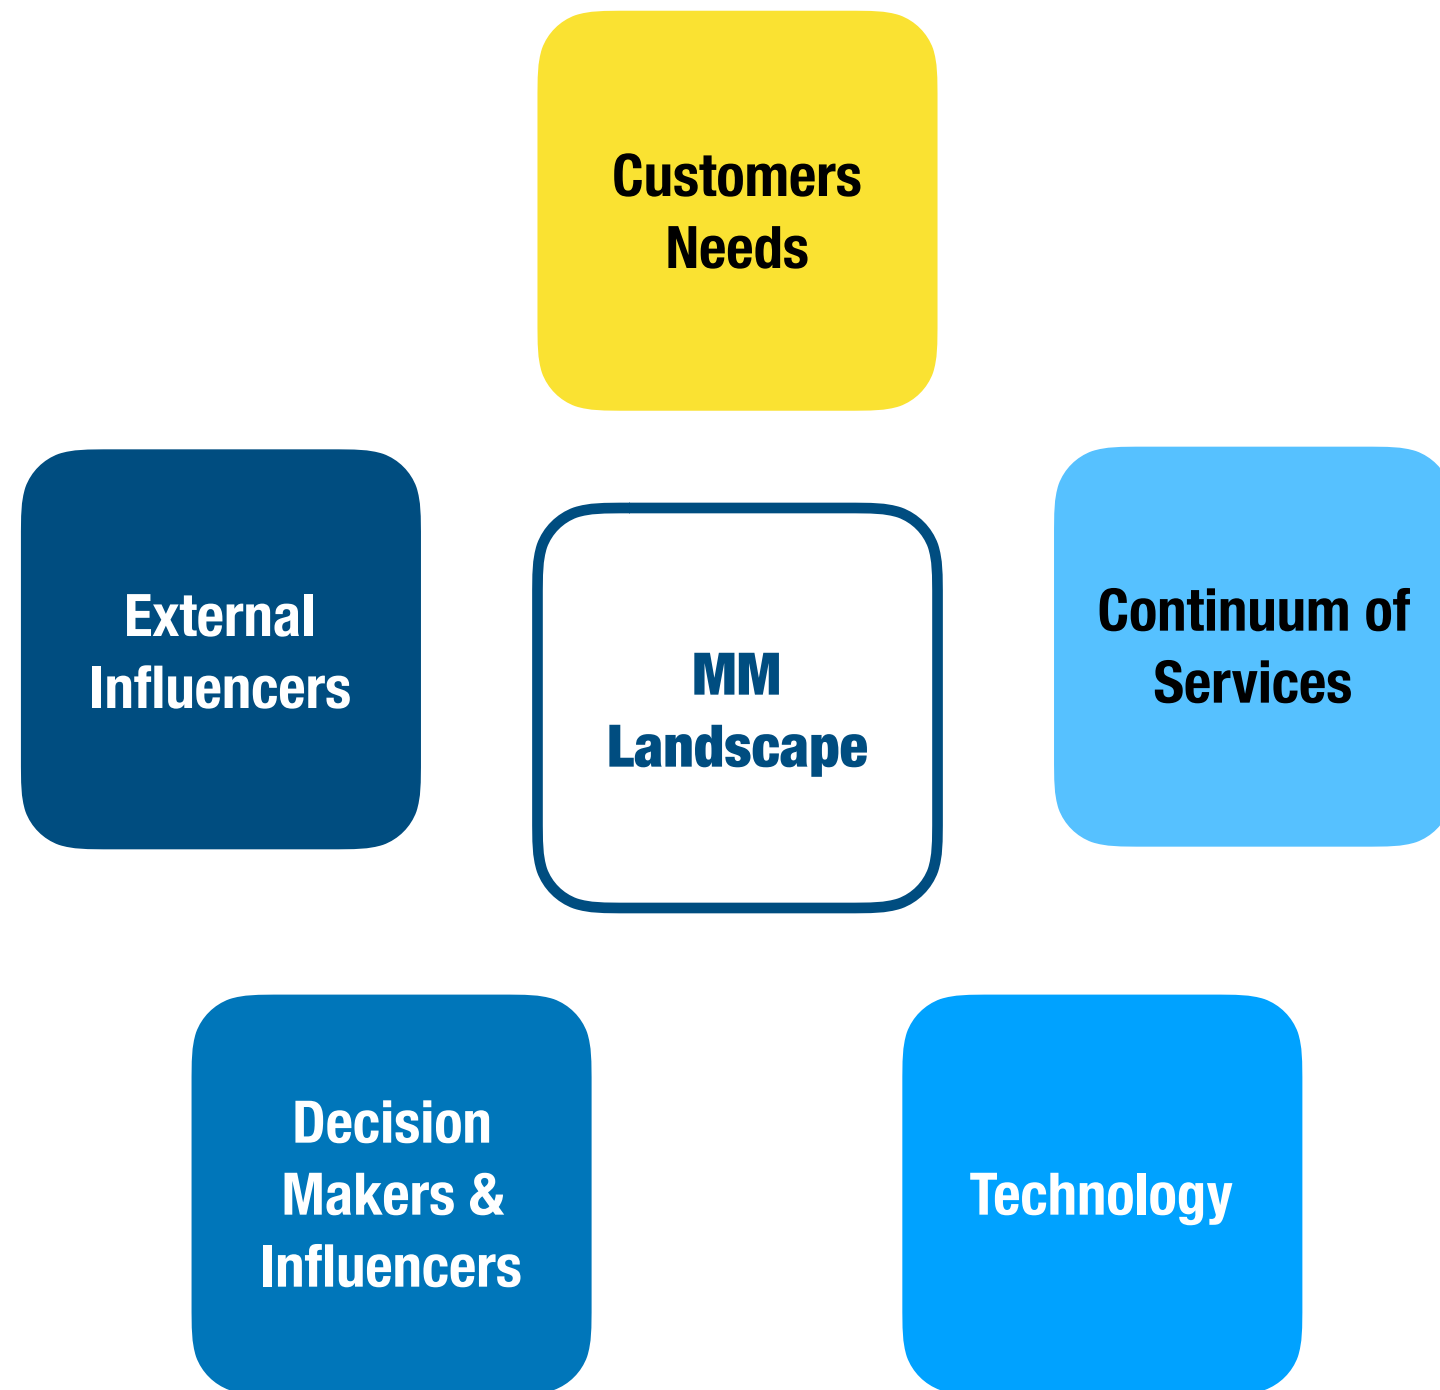 Customers
Needs
External
Influencers
MM
Landscape
Continuum of
Services
Decision
Makers &
Influencers
Technology